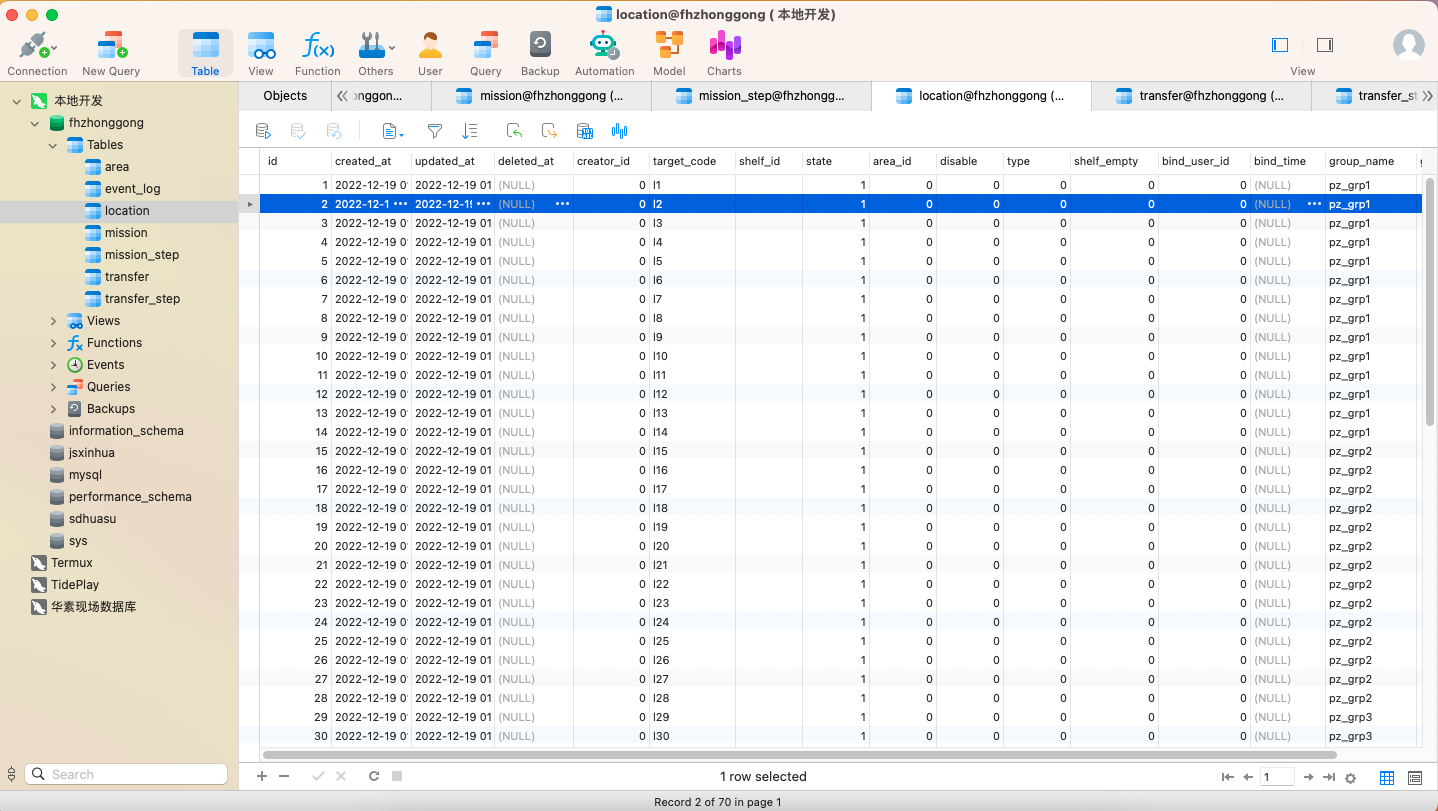 location@fhzhonggong ( 本地开发)
Connection New Query Table View Function Others User Query Backup Automation Model Charts View
Objects onggon... mission@fhzhonggong (... mission_step@fhzhongg... location@fhzhonggong (... transfer@fhzhonggong (...
本地开发
fhzhonggong
Tables
area
event_log
location
mission
mission_step
transfer
transfer_step
Views
Functions
Events
Queries
Backups
information_schema
jsxinhua
mysql
performance_schema
sdhuasu
sys
Termux
TidePlay
华素现场数据库
Search
id created_at updated_at deleted_at creator_id target_code shelf_id state area_id disable type shelf_empty bind_user_id bind_time group_name
1 2022-12-19 0 2022-12-19 01 (NULL) 0 l1 1 0 0 0 0 0 (NULL) pz_grp1
2 2022-12-1 ••• 2022-12-1 ••• (NULL) ••• 0 l2 1 0 0 0 0 0 (NULL) ••• pz_grp1
3 2022-12-19 0 2022-12-19 01 (NULL) 0 l3 1 0 0 0 0 0 (NULL) pz_grp1
4 2022-12-19 0 2022-12-19 01 (NULL) 0 l4 1 0 0 0 0 0 (NULL) pz_grp1
5 2022-12-19 0 2022-12-19 01 (NULL) 0 l5 1 0 0 0 0 0 (NULL) pz_grp1
6 2022-12-19 0 2022-12-19 01 (NULL) 0 l6 1 0 0 0 0 0 (NULL) pz_grp1
7 2022-12-19 0 2022-12-19 01 (NULL) 0 l7 1 0 0 0 0 0 (NULL) pz_grp1
8 2022-12-19 0 2022-12-19 01 (NULL) 0 l8 1 0 0 0 0 0 (NULL) pz_grp1
9 2022-12-19 0 2022-12-19 01 (NULL) 0 l9 1 0 0 0 0 0 (NULL) pz_grp1
10 2022-12-19 0 2022-12-19 01 (NULL) 0 l10 1 0 0 0 0 0 (NULL) pz_grp1
11 2022-12-19 0 2022-12-19 01 (NULL) 0 l11 1 0 0 0 0 0 (NULL) pz_grp1
12 2022-12-19 0 2022-12-19 01 (NULL) 0 l12 1 0 0 0 0 0 (NULL) pz_grp1
13 2022-12-19 0 2022-12-19 01 (NULL) 0 l13 1 0 0 0 0 0 (NULL) pz_grp1
14 2022-12-19 0 2022-12-19 01 (NULL) 0 l14 1 0 0 0 0 0 (NULL) pz_grp1
15 2022-12-19 0 2022-12-19 01 (NULL) 0 l15 1 0 0 0 0 0 (NULL) pz_grp2
16 2022-12-19 0 2022-12-19 01 (NULL) 0 l16 1 0 0 0 0 0 (NULL) pz_grp2
17 2022-12-19 0 2022-12-19 01 (NULL) 0 l17 1 0 0 0 0 0 (NULL) pz_grp2
18 2022-12-19 0 2022-12-19 01 (NULL) 0 l18 1 0 0 0 0 0 (NULL) pz_grp2
19 2022-12-19 0 2022-12-19 01 (NULL) 0 l19 1 0 0 0 0 0 (NULL) pz_grp2
20 2022-12-19 0 2022-12-19 01 (NULL) 0 l20 1 0 0 0 0 0 (NULL) pz_grp2
21 2022-12-19 0 2022-12-19 01 (NULL) 0 l21 1 0 0 0 0 0 (NULL) pz_grp2
22 2022-12-19 0 2022-12-19 01 (NULL) 0 l22 1 0 0 0 0 0 (NULL) pz_grp2
23 2022-12-19 0 2022-12-19 01 (NULL) 0 l23 1 0 0 0 0 0 (NULL) pz_grp2
24 2022-12-19 0 2022-12-19 01 (NULL) 0 l24 1 0 0 0 0 0 (NULL) pz_grp2
25 2022-12-19 0 2022-12-19 01 (NULL) 0 l25 1 0 0 0 0 0 (NULL) pz_grp2
26 2022-12-19 0 2022-12-19 01 (NULL) 0 l26 1 0 0 0 0 0 (NULL) pz_grp2
27 2022-12-19 0 2022-12-19 01 (NULL) 0 l27 1 0 0 0 0 0 (NULL) pz_grp2
28 2022-12-19 0 2022-12-19 01 (NULL) 0 l28 1 0 0 0 0 0 (NULL) pz_grp2
29 2022-12-19 0 2022-12-19 01 (NULL) 0 l29 1 0 0 0 0 0 (NULL) pz_grp3
30 2022-12-19 0 2022-12-19 01 (NULL) 0 l30 1 0 0 0 0 0 (NULL) pz_grp3
1 row selected
1
Record 2 of 70 in page 1